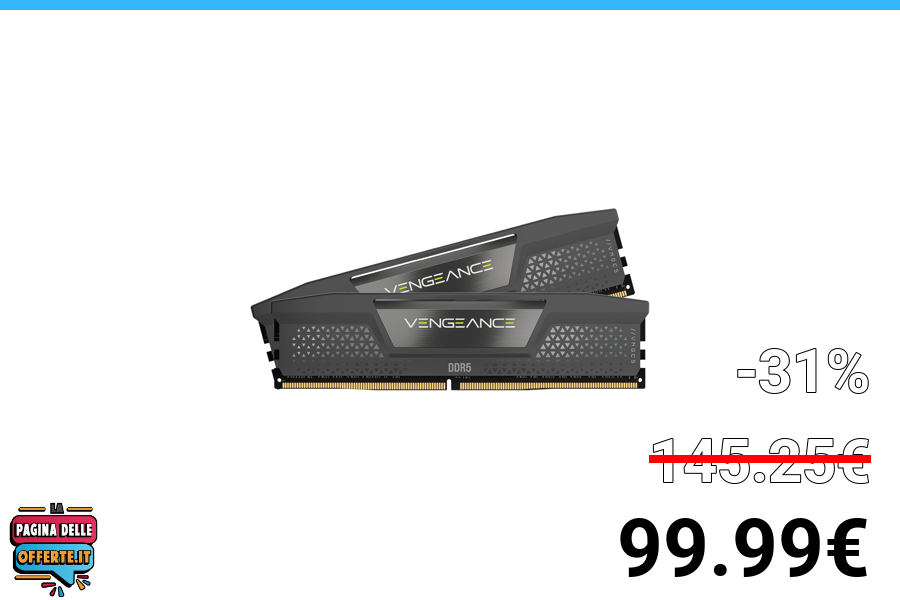 VENGEANCE
VENGEANCE
DDR5
-31%
145.25€
99.99€
LA
PAGINA DELLE
OFFERTE.IT